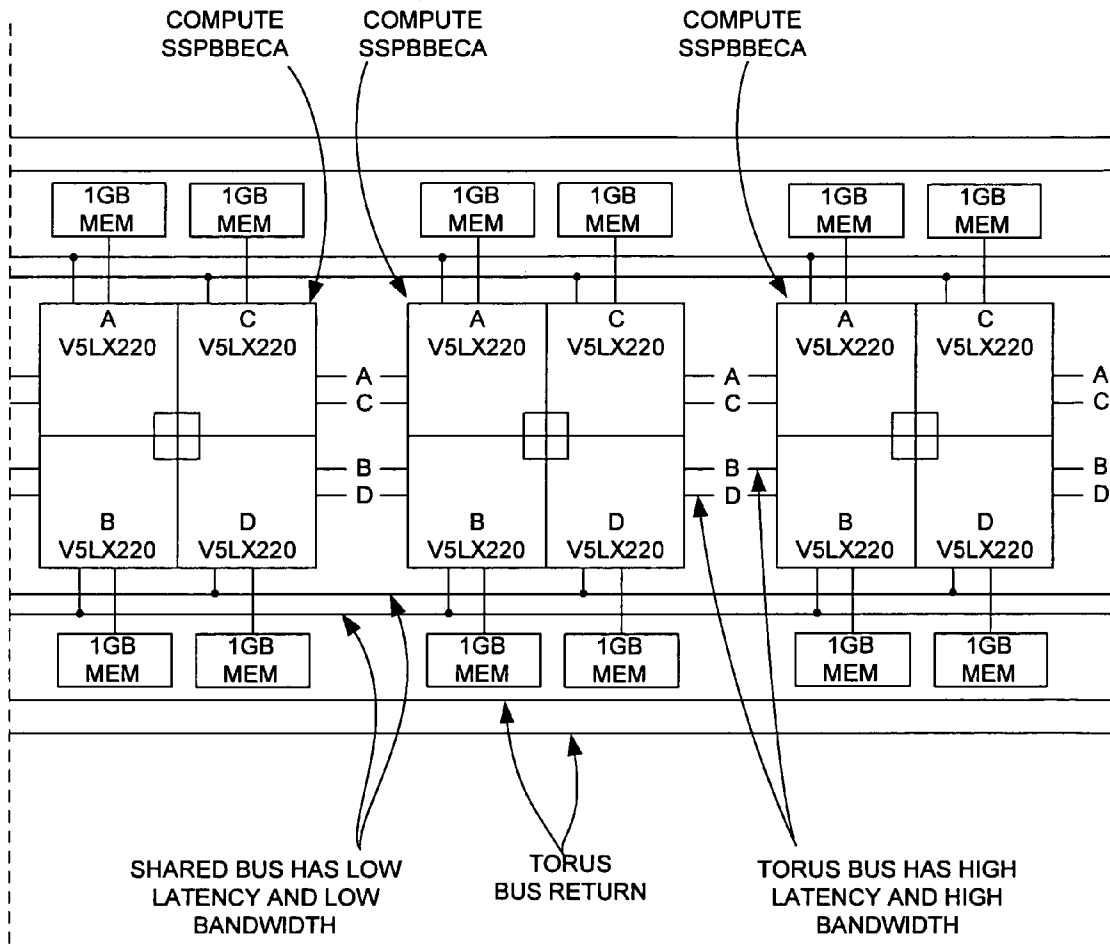 COMPUTE
SSPBBECA
COMPUTE
SSPBBECA
COMPUTE
SSPBBECA
1GB
MEM
1GB
MEM
1GB
MEM
1GB
MEM
1GB
MEM
1GB
MEM
A
V5LX220
C
V5LX220
A
V5LX220
C
V5LX220
A
V5LX220
C
V5LX220
A
C
A
C
A
C
B
D
B
D
B
D
B
V5LX220
D
V5LX220
B
V5LX220
D
V5LX220
B
V5LX220
D
V5LX220
1GB
MEM
1GB
MEM
1GB
MEM
1GB
MEM
1GB
MEM
1GB
MEM
SHARED BUS HAS LOW
LATENCY AND LOW
BANDWIDTH
TORUS
BUS RETURN
TORUS BUS HAS HIGH
LATENCY AND HIGH
BANDWIDTH